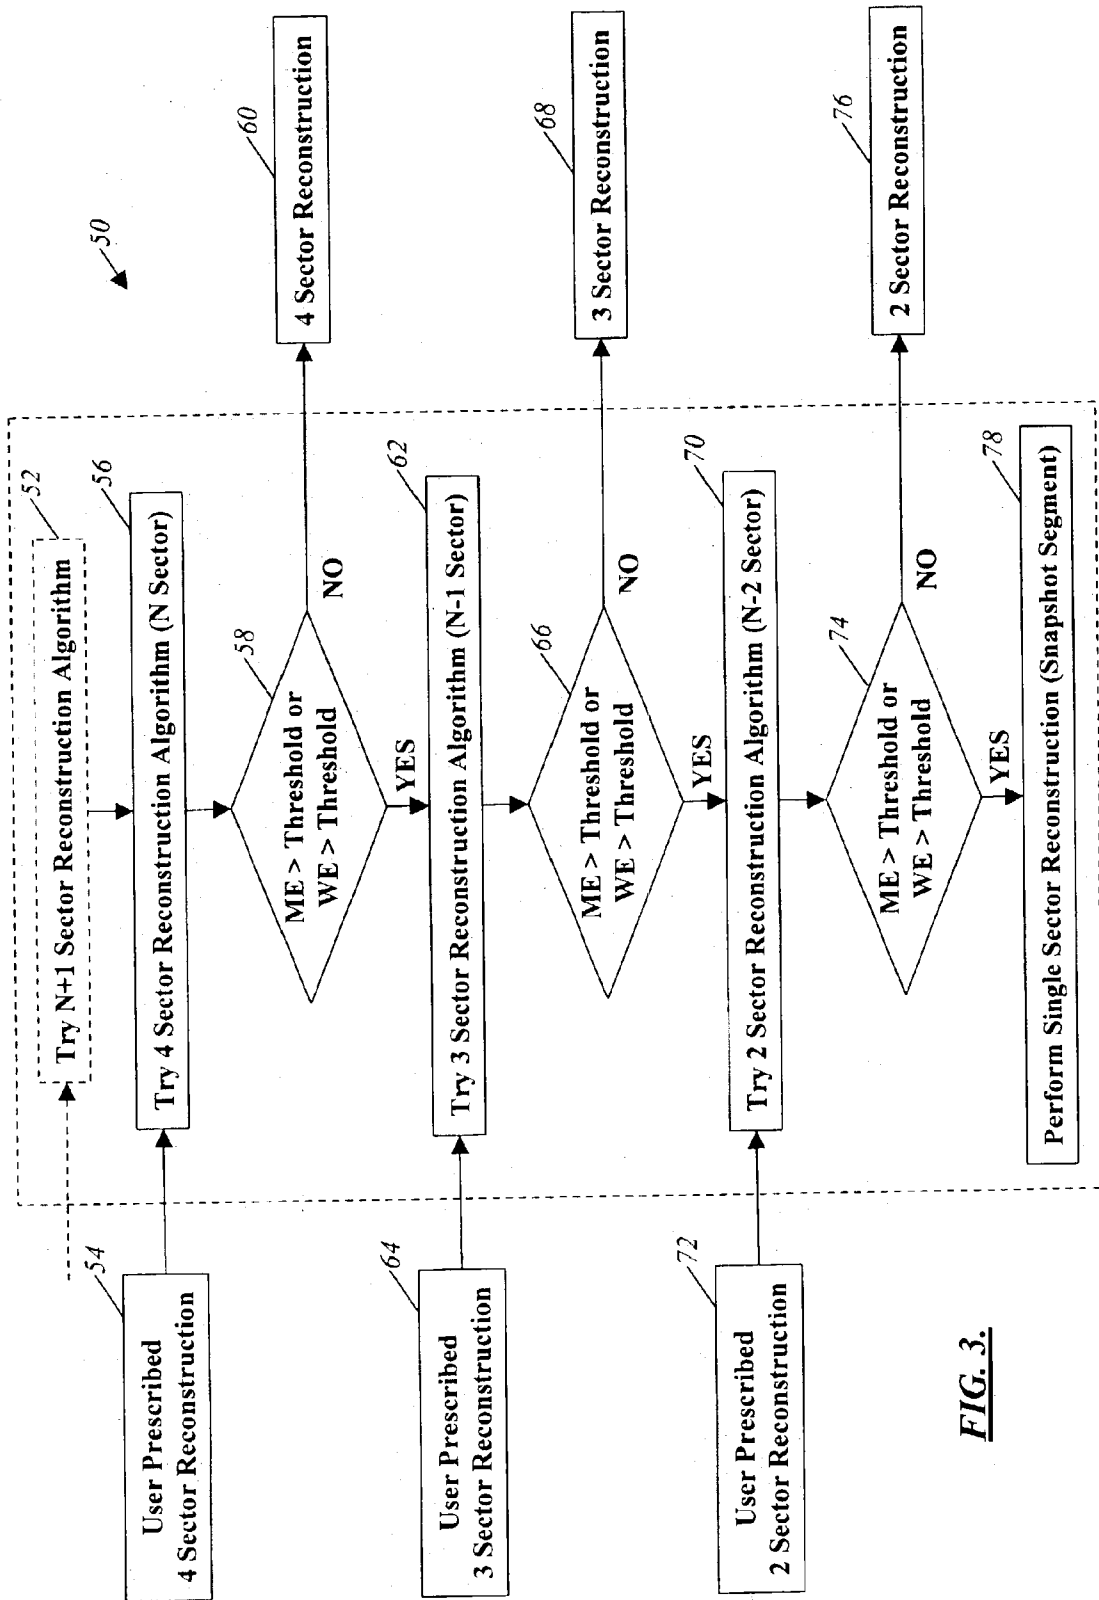 50
52
Try N+1 Sector Reconstruction Algorithm
54
User Prescribed
4 Sector Reconstruction
56
Try 4 Sector Reconstruction Algorithm (N Sector)
58
ME > Threshold or
WE > Threshold
NO
60
4 Sector Reconstruction
YES
64
User Prescribed
3 Sector Reconstruction
62
Try 3 Sector Reconstruction Algorithm (N-1 Sector)
66
ME > Threshold or
WE > Threshold
NO
68
3 Sector Reconstruction
YES
72
User Prescribed
2 Sector Reconstruction
70
Try 2 Sector Reconstruction Algorithm (N-2 Sector)
74
ME > Threshold or
WE > Threshold
NO
76
2 Sector Reconstruction
YES
78
Perform Single Sector Reconstruction (Snapshot Segment)
FIG. 3.